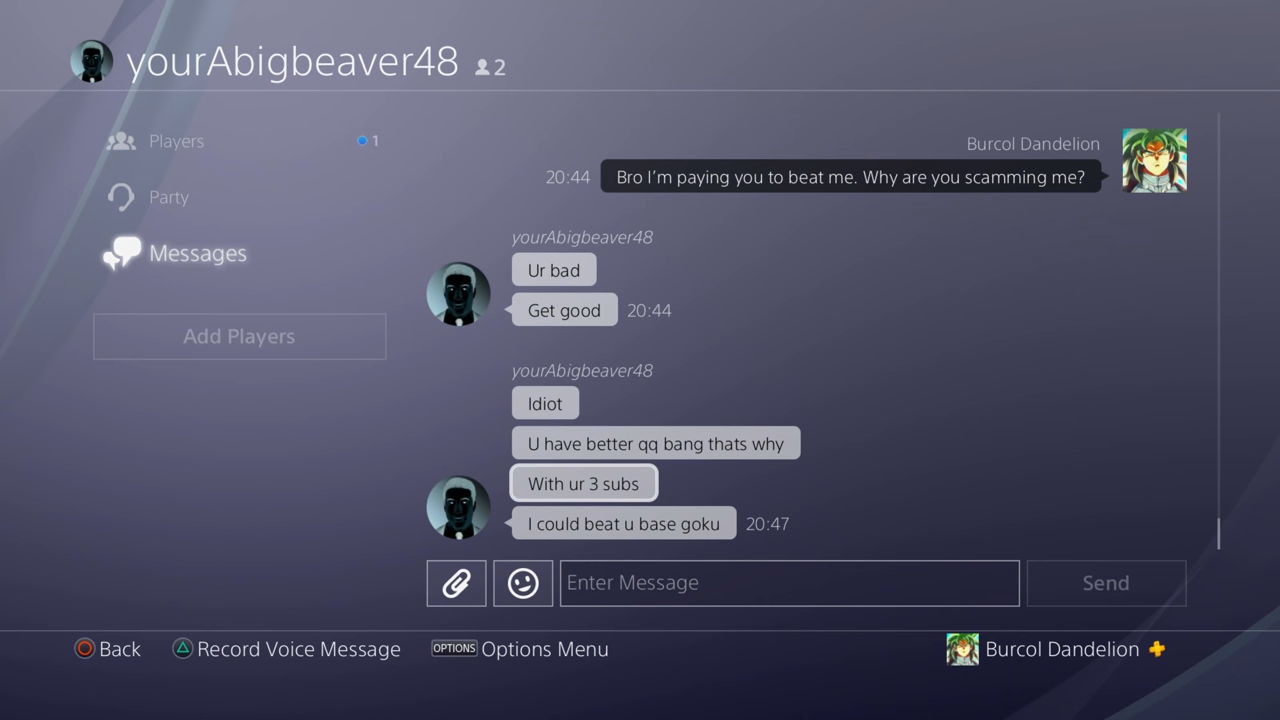 yourAbigbeaver48 2
Players 1
Party
Messages
Add Players
Burcol Dandelion
20:44 Bro I'm paying you to beat me. Why are you scamming me?
yourAbigbeaver48
Ur bad
Get good 20:44
yourAbigbeaver48
Idiot
U have better qq bang thats why
With ur 3 subs
I could beat u base goku 20:47
Enter Message
Send
Back
Record Voice Message
OPTIONS Options Menu
Burcol Dandelion